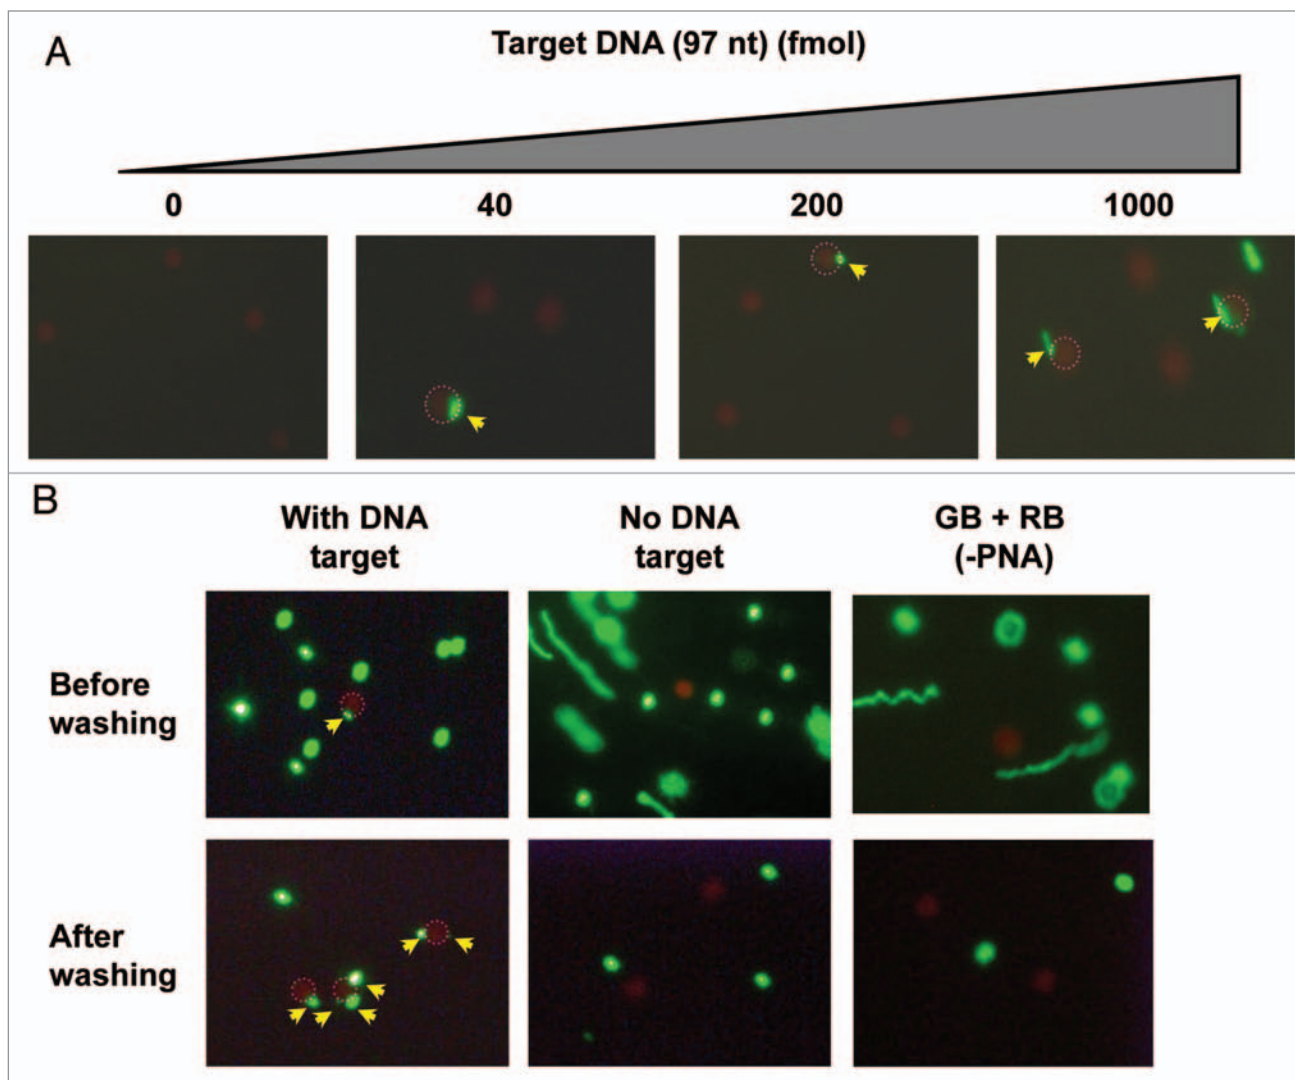 A
Target DNA (97 nt) (fmol)
0 40 200 1000
B
With DNA
target
No DNA
target
GB + RB
(-PNA)
Before
washing
After
washing